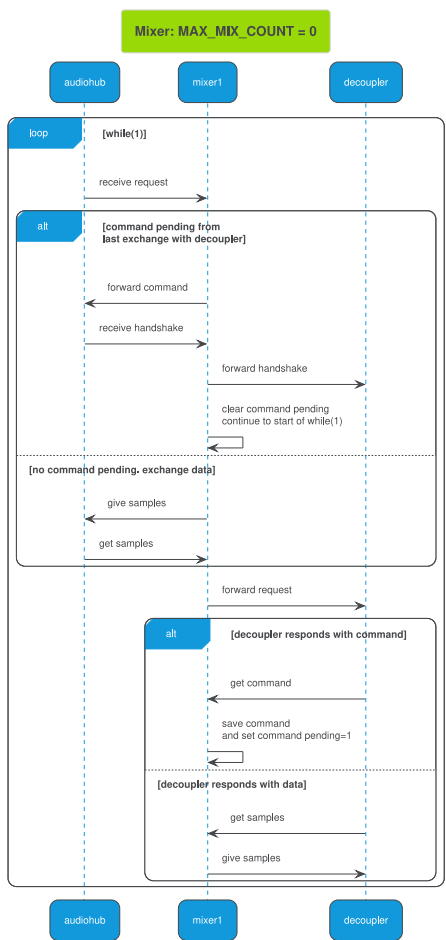 Mixer: MAX_MIX_COUNT = 0
audiohub
mixer1
decoupler
loop
[while(1)]
receive request
alt
[command pending from
last exchange with decoupler]
forward command
receive handshake
forward handshake
clear command pending
continue to start of while(1)
[no command pending. exchange data]
give samples
get samples
forward request
alt
[decoupler responds with command]
get command
save command
and set command pending=1
[decoupler responds with data]
get samples
give samples
audiohub
mixer1
decoupler